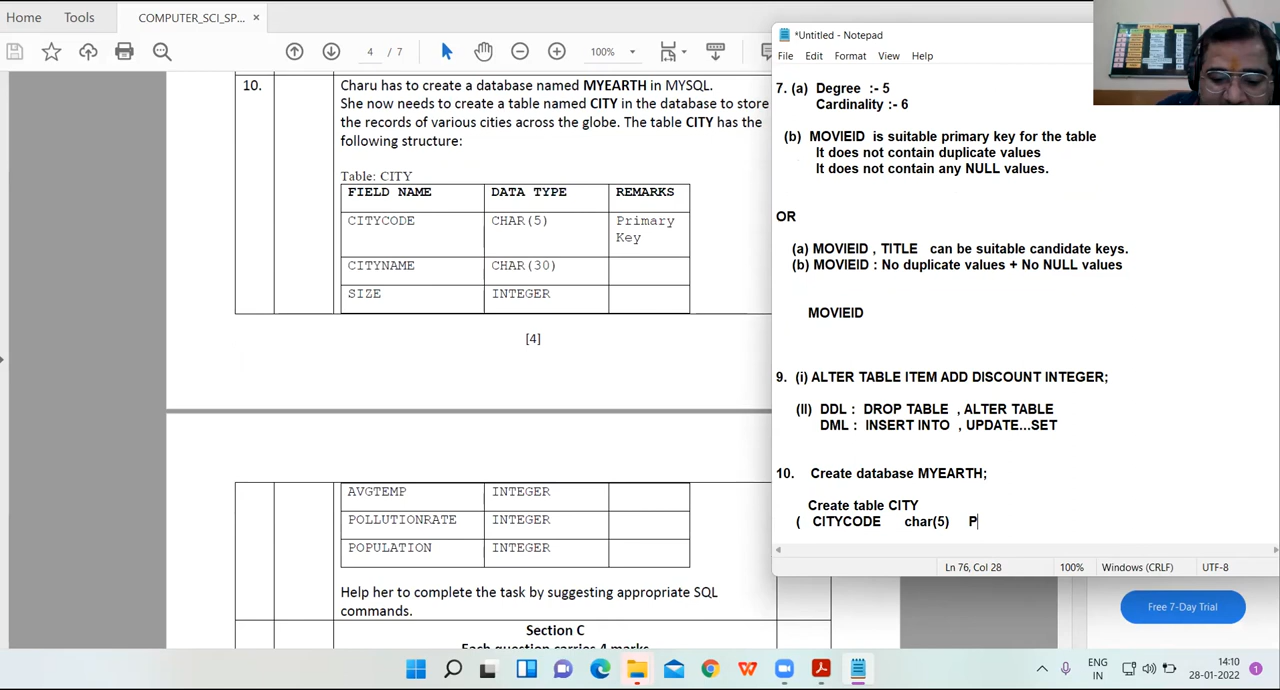 Home Tools COMPUTER_SCI_SP... ×
4 / 7 100%
10. Charu has to create a database named MYEARTH in MYSQL.
She now needs to create a table named CITY in the database to store
the records of various cities across the globe. The table CITY has the
following structure:
Table: CITY
FIELD NAME DATA TYPE REMARKS
CITYCODE CHAR(5) Primary
Key
CITYNAME CHAR(30)
SIZE INTEGER
[4]
AVGTEMP INTEGER
POLLUTIONRATE INTEGER
POPULATION INTEGER
Help her to complete the task by suggesting appropriate SQL
commands.
Section C
Each question carries 4 marks
*Untitled - Notepad
File Edit Format View Help
7. (a) Degree :- 5
Cardinality :- 6
(b) MOVIEID is suitable primary key for the table
It does not contain duplicate values
It does not contain any NULL values.
OR
(a) MOVIEID , TITLE can be suitable candidate keys.
(b) MOVIEID : No duplicate values + No NULL values
MOVIEID
9. (i) ALTER TABLE ITEM ADD DISCOUNT INTEGER;
(II) DDL : DROP TABLE , ALTER TABLE
DML : INSERT INTO , UPDATE...SET
10. Create database MYEARTH;
Create table CITY
( CITYCODE char(5) P
Ln 76, Col 28 100% Windows (CRLF) UTF-8
Free 7-Day Trial
ENG
IN
14:10
28-01-2022
1